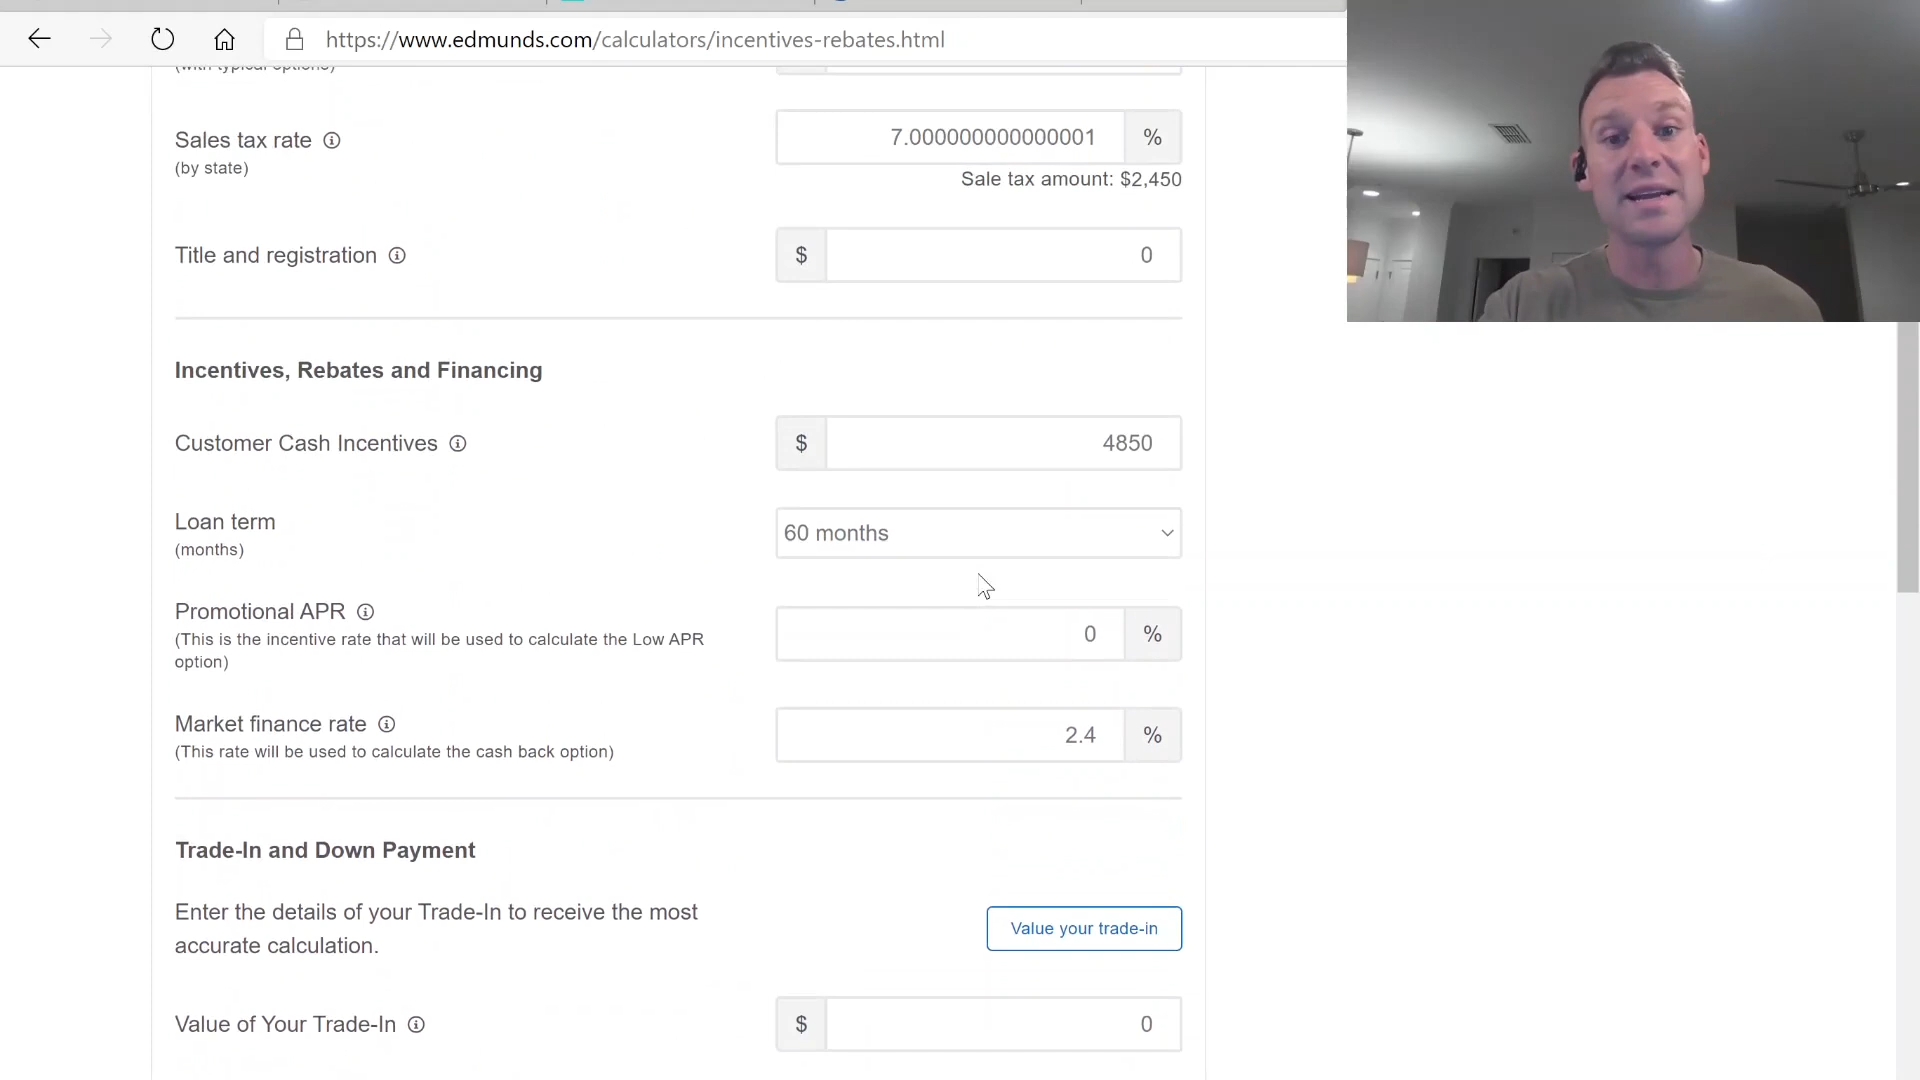 https://www.edmunds.com/calculators/incentives-rebates.html
(with typical options)
Sales tax rate
(by state)
7.000000000000001 %
Sale tax amount: $2,450
Title and registration
$ 0
Incentives, Rebates and Financing
Customer Cash Incentives
$ 4850
Loan term
(months)
60 months
Promotional APR
(This is the incentive rate that will be used to calculate the Low APR
option)
0 %
Market finance rate
(This rate will be used to calculate the cash back option)
2.4 %
Trade-In and Down Payment
Enter the details of your Trade-In to receive the most
accurate calculation.
Value your trade-in
Value of Your Trade-In
$ 0